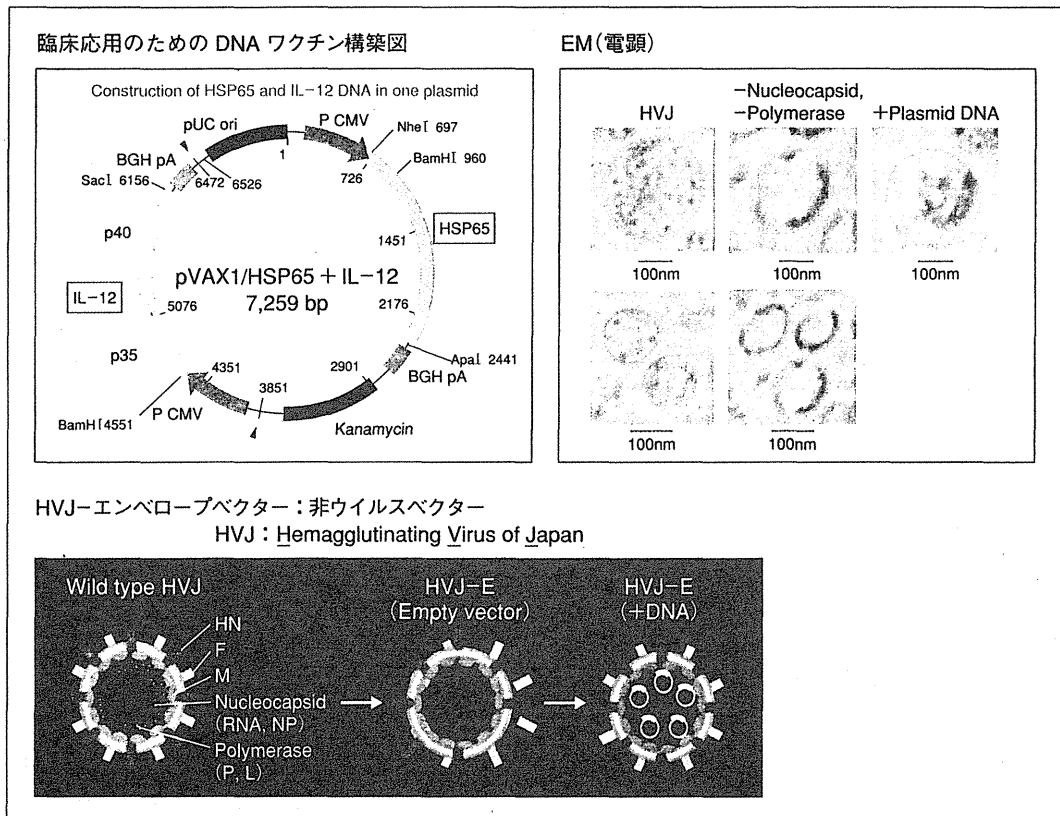 臨床応用のための DNA ワクチン構築図
Construction of HSP65 and IL-12 DNA in one plasmid
pUC ori
P CMV
NheⅠ 697
BamHⅠ 960
BGH pA
SacⅠ 6156
6472
6526
1
726
p40
1451
HSP65
pVAX1/HSP65 + IL-12
7,259 bp
IL-12
5076
2176
p35
ApaⅠ 2441
BGH pA
4351
2901
3851
P CMV
BamHⅠ4551
Kanamycin
EM(電顕)
HVJ
−Nucleocapsid,
−Polymerase
+Plasmid DNA
100nm
100nm
100nm
100nm
100nm
HVJ−エンベロープベクター：非ウイルスベクター
HVJ：Hemagglutinating Virus of Japan
Wild type HVJ
HN
F
M
Nucleocapsid
(RNA, NP)
Polymerase
(P, L)
HVJ−E
(Empty vector)
HVJ−E
(+DNA)